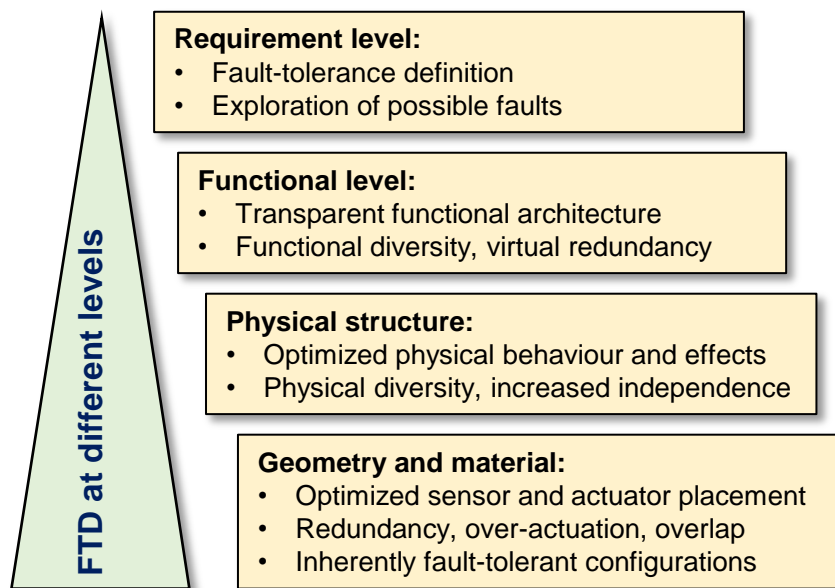 Requirement level:
• Fault-tolerance definition
• Exploration of possible faults
Functional level:
• Transparent functional architecture
• Functional diversity, virtual redundancy
Physical structure:
• Optimized physical behaviour and effects
• Physical diversity, increased independence
Geometry and material:
• Optimized sensor and actuator placement
• Redundancy, over-actuation, overlap
• Inherently fault-tolerant configurations
FTD at different levels